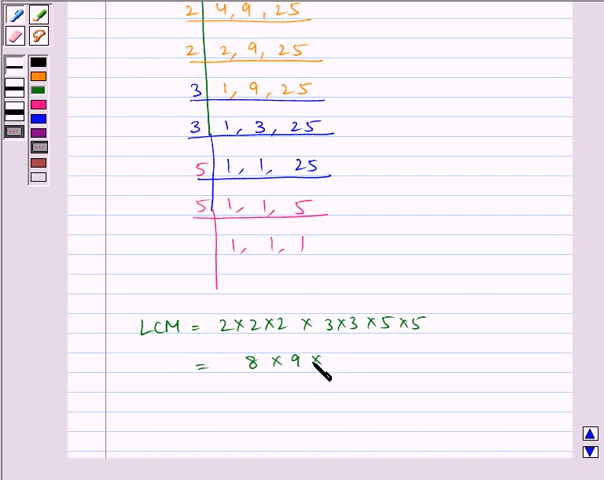 2 4, 9, 25
2 2, 9, 25
3 1, 9, 25
3 1, 3, 25
5 1, 1, 25
5 1, 1, 5
1, 1, 1
LCM = 2 × 2 × 2 × 3 × 3 × 5 × 5
= 8 × 9 ×